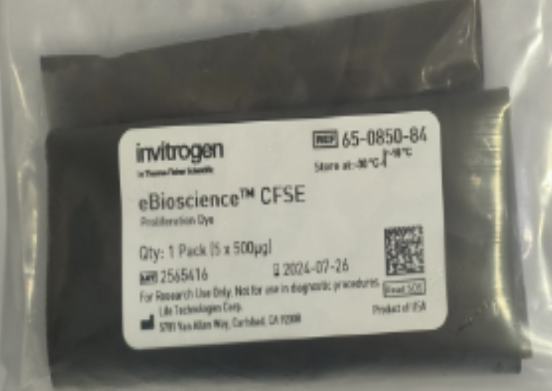 invitrogen
by Thermo Fisher Scientific
REF 65-0850-84
Store at:
eBioscience™ CFSE
Proliferation Dye
Qty: 1 Pack (5 x 500µg)
LOT 2565416
2024-07-26
For Research Use Only. Not for use in diagnostic procedures.
Read SDS
Life Technologies Corp.
5781 Van Allen Way, Carlsbad, CA 92008
Product of USA